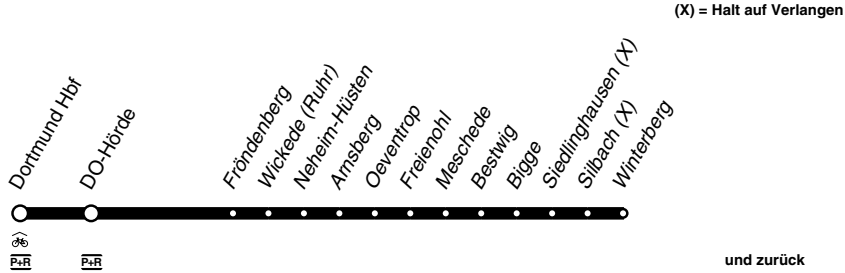 (X) = Halt auf Verlangen
Dortmund Hbf
DO-Hörde
Fröndenberg
Wickede (Ruhr)
Neheim-Hüsten
Arnsberg
Oeventrop
Freienohl
Meschede
Bestwig
Bigge
Siedlinghausen (X)
Silbach (X)
Winterberg
P+R
P+R
und zurück